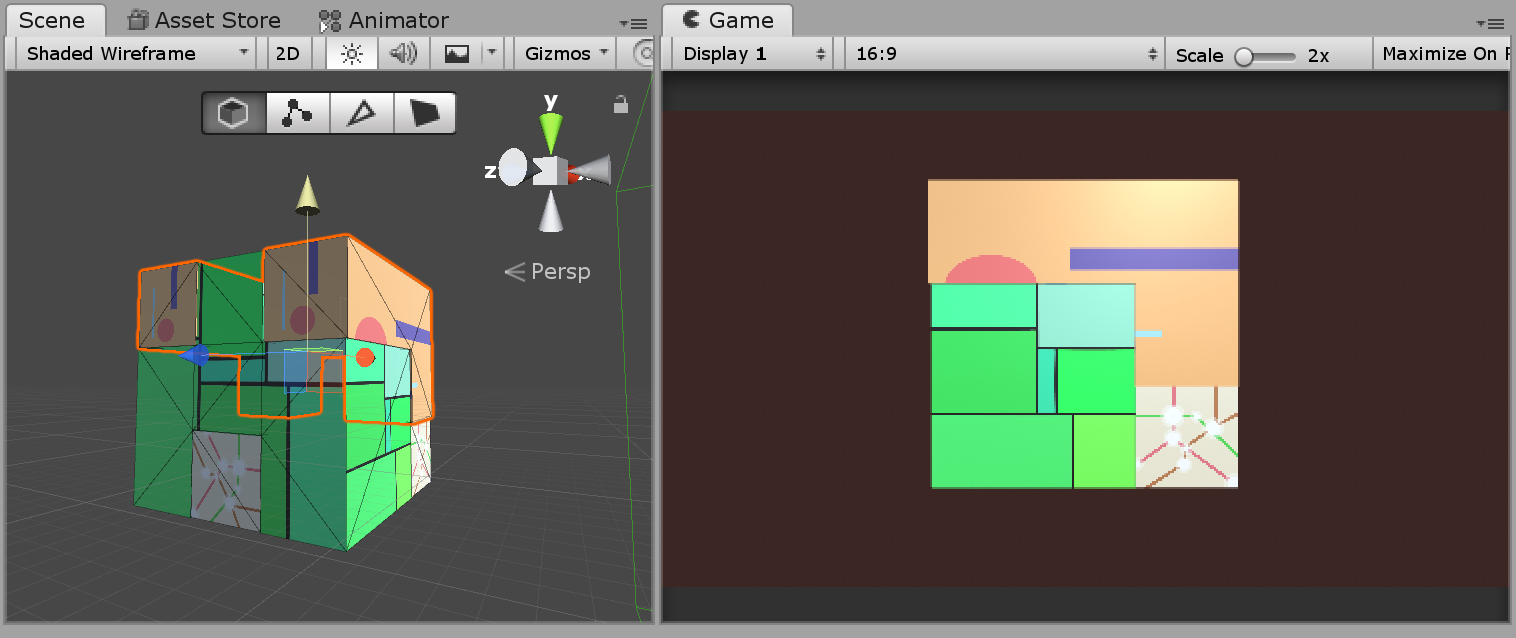 Scene Asset Store Animator
Shaded Wireframe 2D Gizmos
y
z
Persp
Game
Display 1 16:9 Scale 2x Maximize On